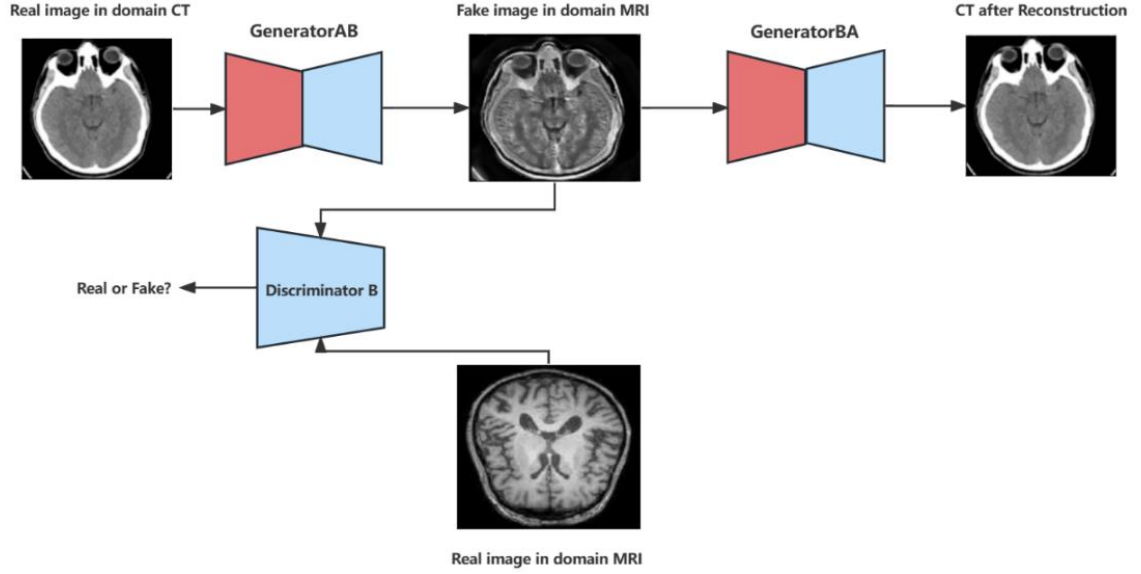 Real image in domain CT
Fake image in domain MRI
CT after Reconstruction
GeneratorAB
GeneratorBA
Real or Fake?
Discriminator B
Real image in domain MRI